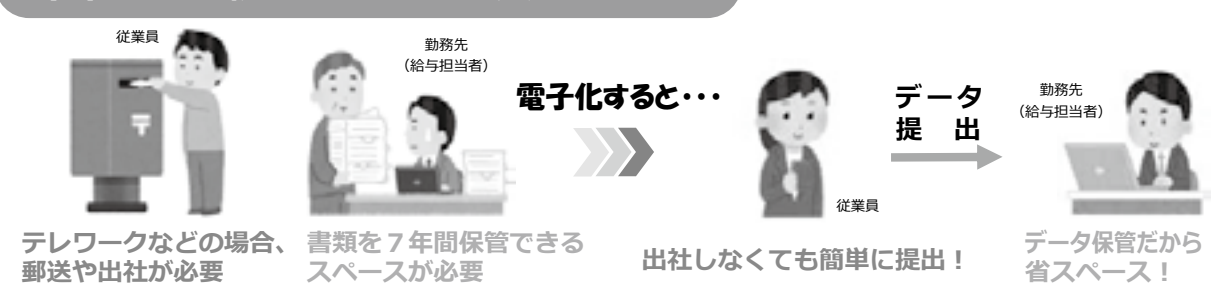 従業員
勤務先
（給与担当者）
テレワークなどの場合、
郵送や出社が必要
書類を７年間保管できる
スペースが必要
電子化すると･･･
データ
提　出
従業員
出社しなくても簡単に提出！
勤務先
（給与担当者）
データ保管だから
省スペース！